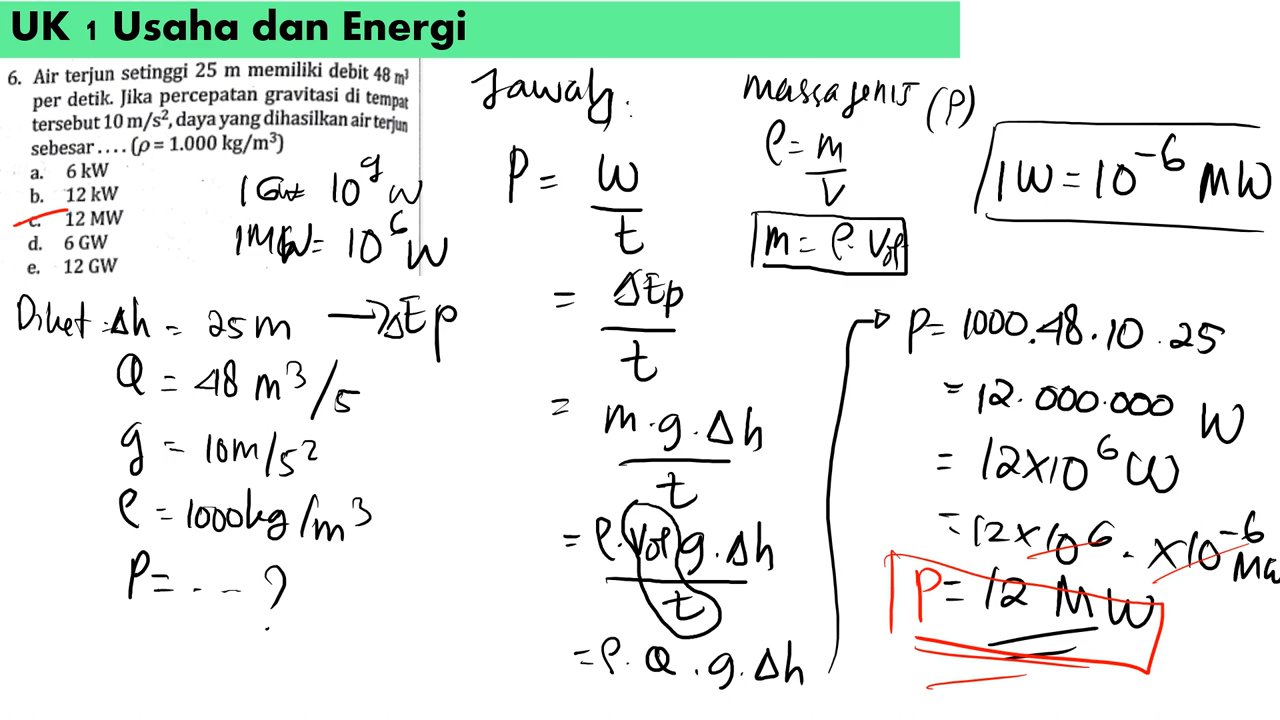 UK 1 Usaha dan Energi
6. Air terjun setinggi 25 m memiliki debit 48 m³
per detik. Jika percepatan gravitasi di tempat
tersebut 10 m/s², daya yang dihasilkan air terjun
sebesar .... (ρ = 1.000 kg/m³)
a. 6 kW
b. 12 kW
c. 12 MW
d. 6 GW
e. 12 GW
1GW = 10⁹ W
1MW = 10⁶ W
Diket : Δh = 25 m → ΔEp
Q = 48 m³/s
g = 10 m/s²
ρ = 1000 kg/m³
P = ... ?
Jawab :
P = W/t
= ΔEp/t
= m.g.Δh/t
= ρ.Vol g.Δh/t
= ρ.Q.g.Δh
massa jenis (ρ)
ρ = m/V
m = ρ.Vol
1W = 10⁻⁶ MW
P = 1000.48.10.25
= 12.000.000 W
= 12×10⁶ W
= 12×10⁶ . ×10⁻⁶ MW
P = 12 MW